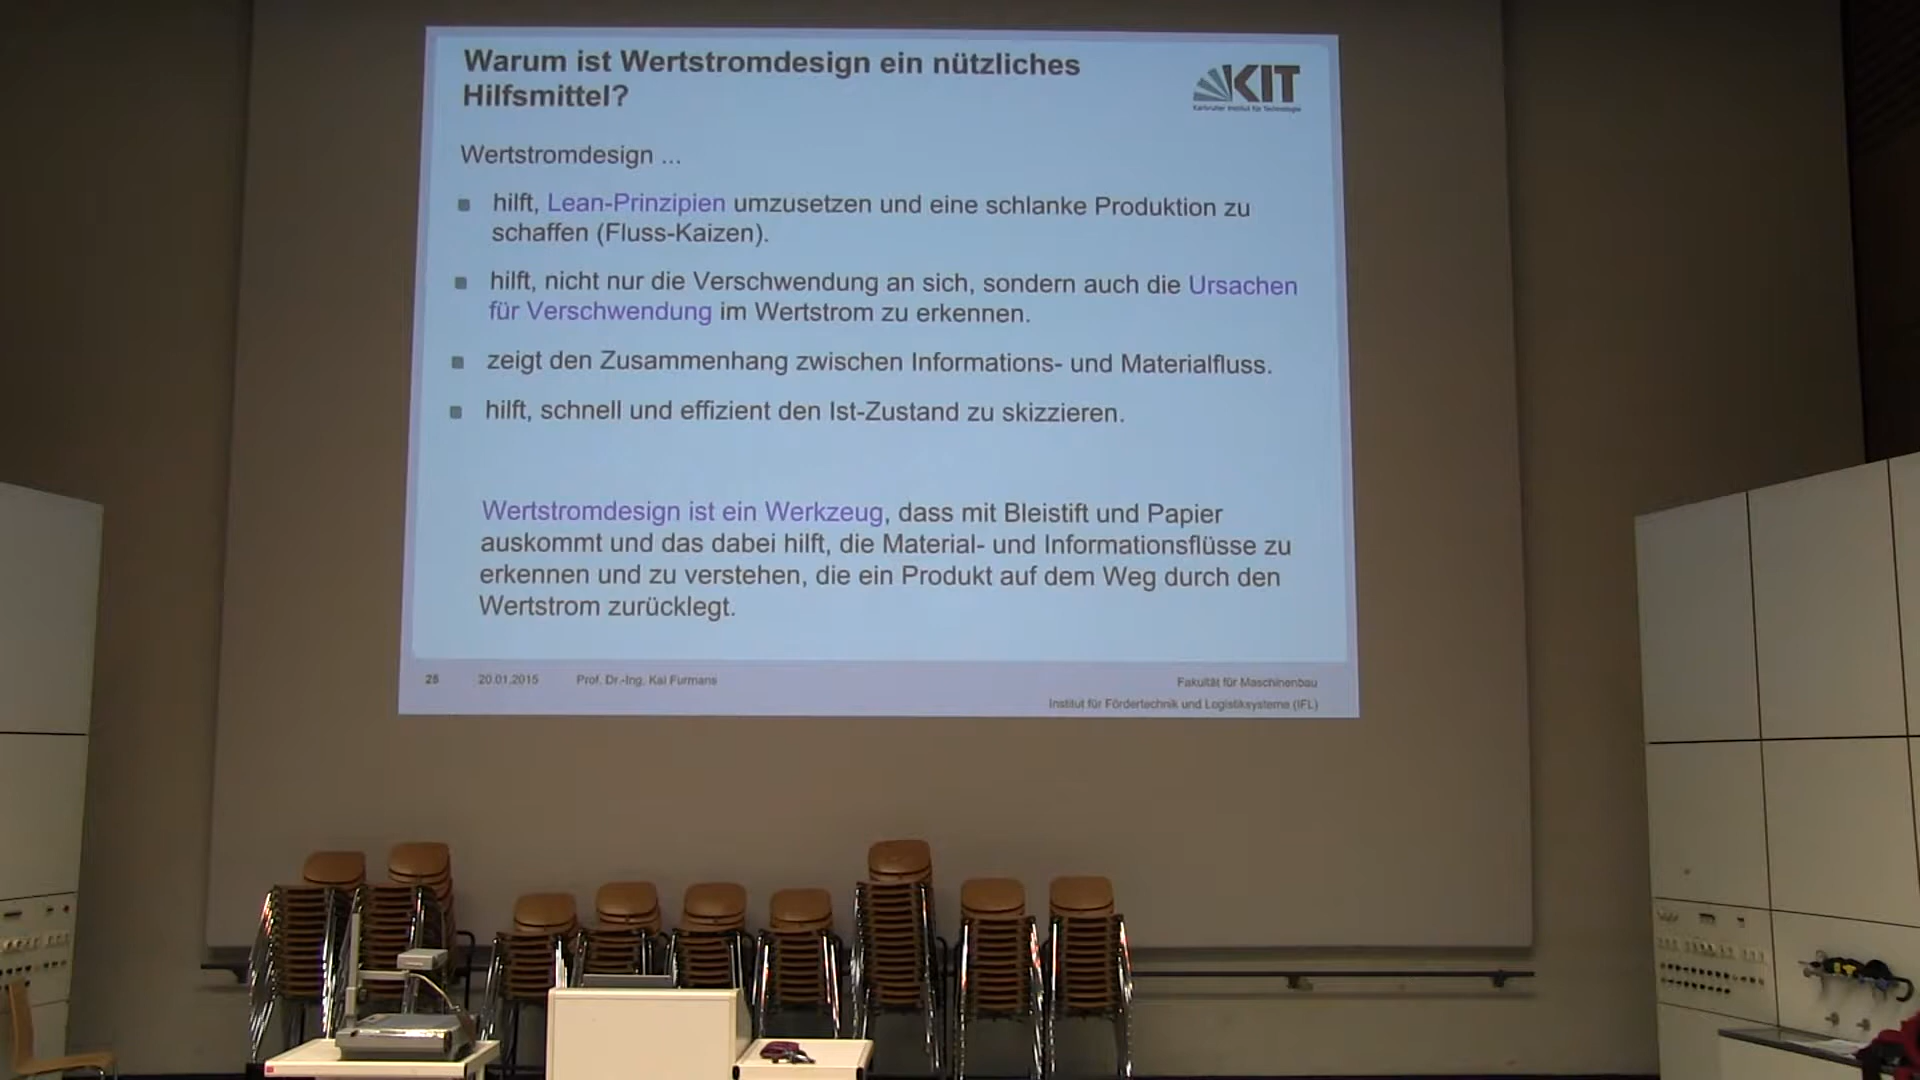 Warum ist Wertstromdesign ein nützliches
Hilfsmittel?
KIT
Karlsruher Institut für Technologie
Wertstromdesign ...
hilft, Lean-Prinzipien umzusetzen und eine schlanke Produktion zu
schaffen (Fluss-Kaizen).
hilft, nicht nur die Verschwendung an sich, sondern auch die Ursachen
für Verschwendung im Wertstrom zu erkennen.
zeigt den Zusammenhang zwischen Informations- und Materialfluss.
hilft, schnell und effizient den Ist-Zustand zu skizzieren.
Wertstromdesign ist ein Werkzeug, dass mit Bleistift und Papier
auskommt und das dabei hilft, die Material- und Informationsflüsse zu
erkennen und zu verstehen, die ein Produkt auf dem Weg durch den
Wertstrom zurücklegt.
20.01.2015 Prof. Dr.-Ing. Kai Furmans
Fakultät für Maschinenbau
Institut für Fördertechnik und Logistiksysteme (IFL)